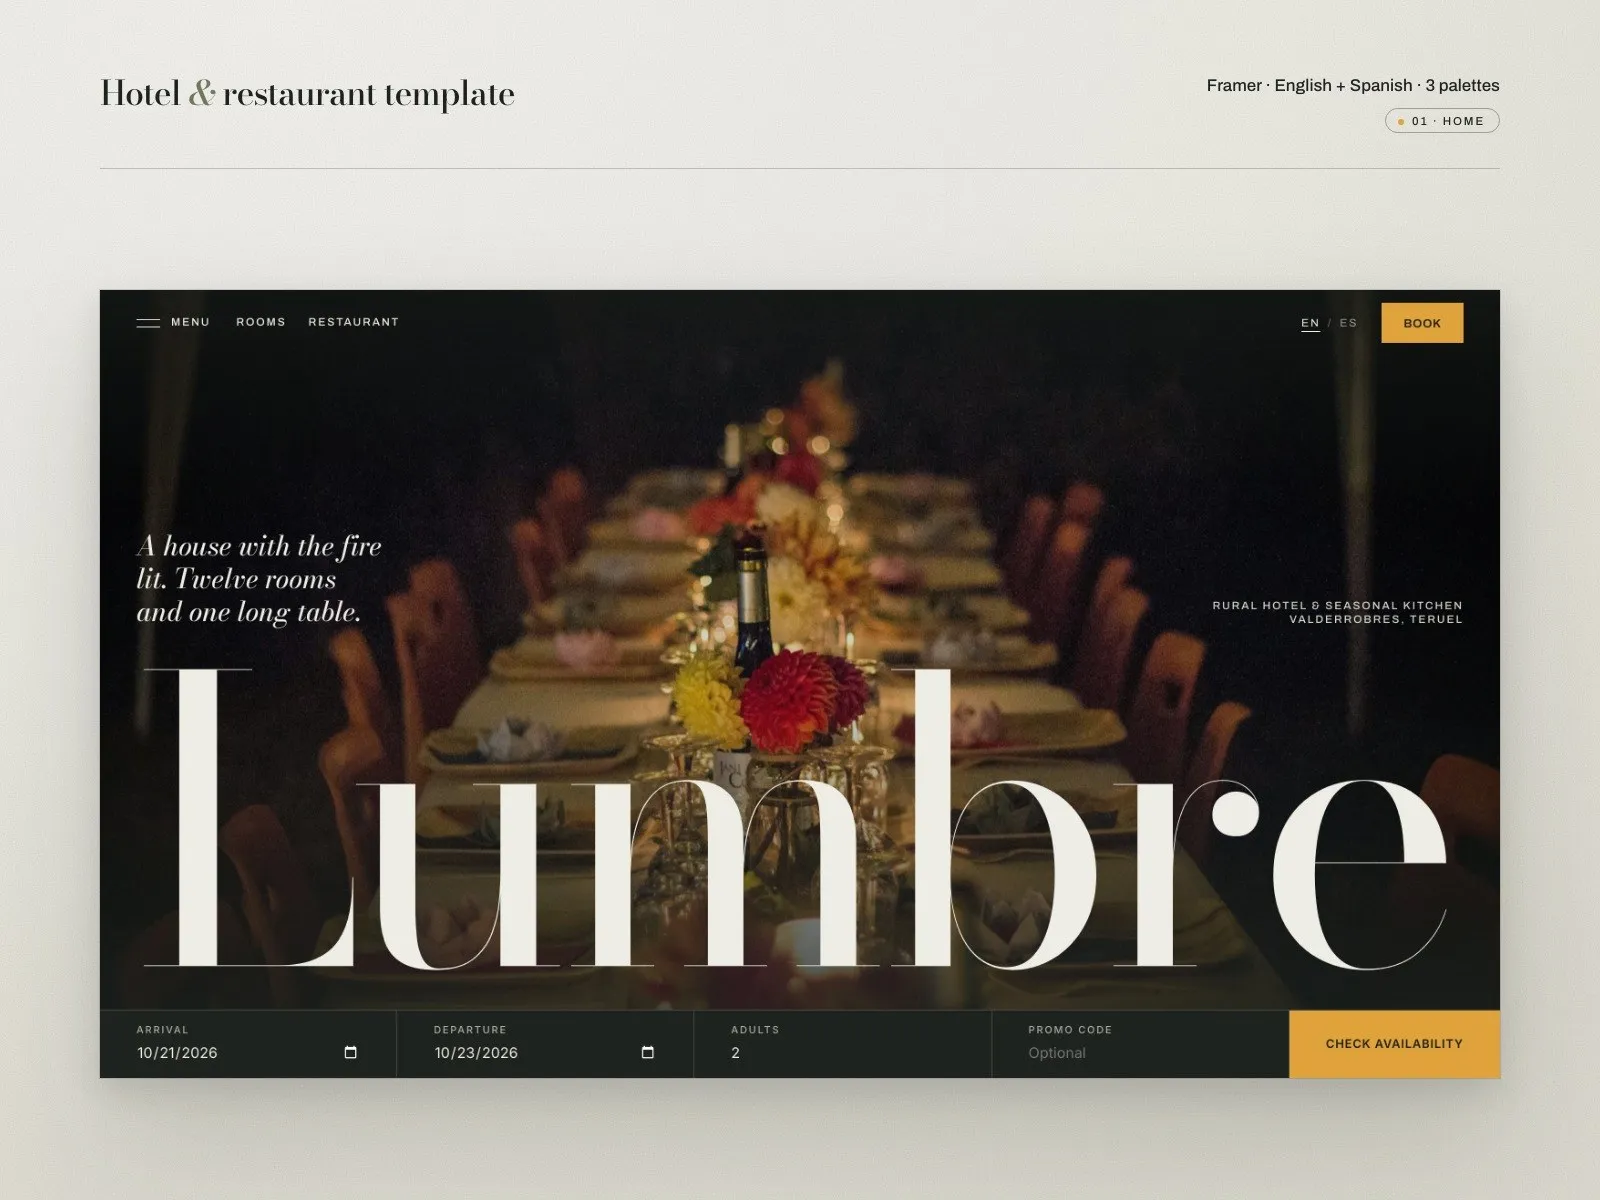 Hotel & restaurant template
Framer · English + Spanish · 3 palettes
01 · HOME
MENU ROOMS RESTAURANT
EN / ES
BOOK
A house with the fire
lit. Twelve rooms
and one long table.
RURAL HOTEL & SEASONAL KITCHEN
VALDERROBRES, TERUEL
Lumbre
ARRIVAL
10/21/2026
DEPARTURE
10/23/2026
ADULTS
2
PROMO CODE
Optional
CHECK AVAILABILITY